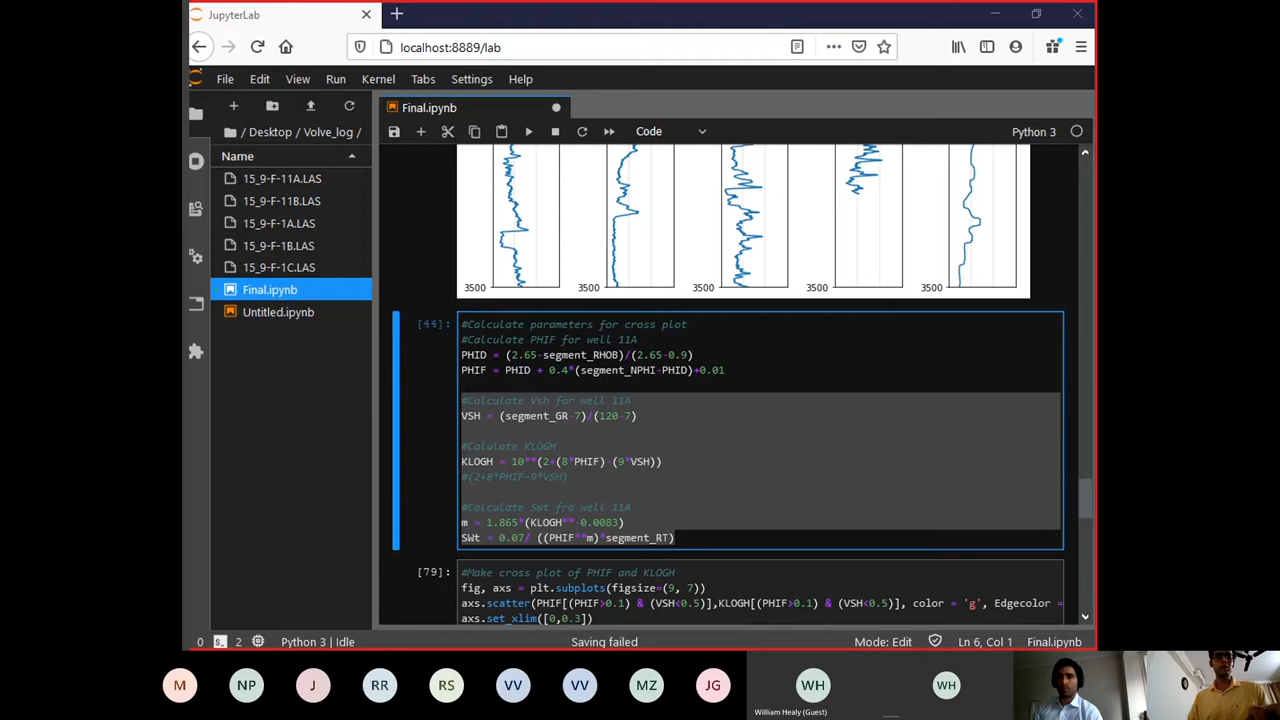 JupyterLab
localhost:8889/lab
File Edit View Run Kernel Tabs Settings Help
Final.ipynb
/ Desktop / Volve_log /
Code
Python 3
Name
15_9-F-11A.LAS
15_9-F-11B.LAS
15_9-F-1A.LAS
15_9-F-1B.LAS
15_9-F-1C.LAS
Final.ipynb
Untitled.ipynb
3500 3500 3500 3500 3500
[44]:
#Calculate parameters for cross plot
#Calculate PHIF for well 11A
PHID = (2.65-segment_RHOB)/(2.65-0.9)
PHIF = PHID + 0.4*(segment_NPHI-PHID)+0.01
#Calculate Vsh for well 11A
VSH = (segment_GR-7)/(120-7)
#Calulate KLOGH
KLOGH = 10**(2+(8*PHIF)-(9*VSH))
#(2+8*PHIF-9*VSH)
#Calculate Swt fro well 11A
m = 1.865*(KLOGH**-0.0083)
SWt = 0.07/ ((PHIF**m)*segment_RT)
[79]:
#Make cross plot of PHIF and KLOGH
fig, axs = plt.subplots(figsize=(9, 7))
axs.scatter(PHIF[(PHIF>0.1) & (VSH<0.5)],KLOGH[(PHIF>0.1) & (VSH<0.5)], color = 'g', Edgecolor =
axs.set_xlim([0,0.3])
0 2 Python 3 | Idle Saving failed Mode: Edit Ln 6, Col 1 Final.ipynb
M NP J RR RS VV VV MZ JG WH WH
William Healy (Guest)